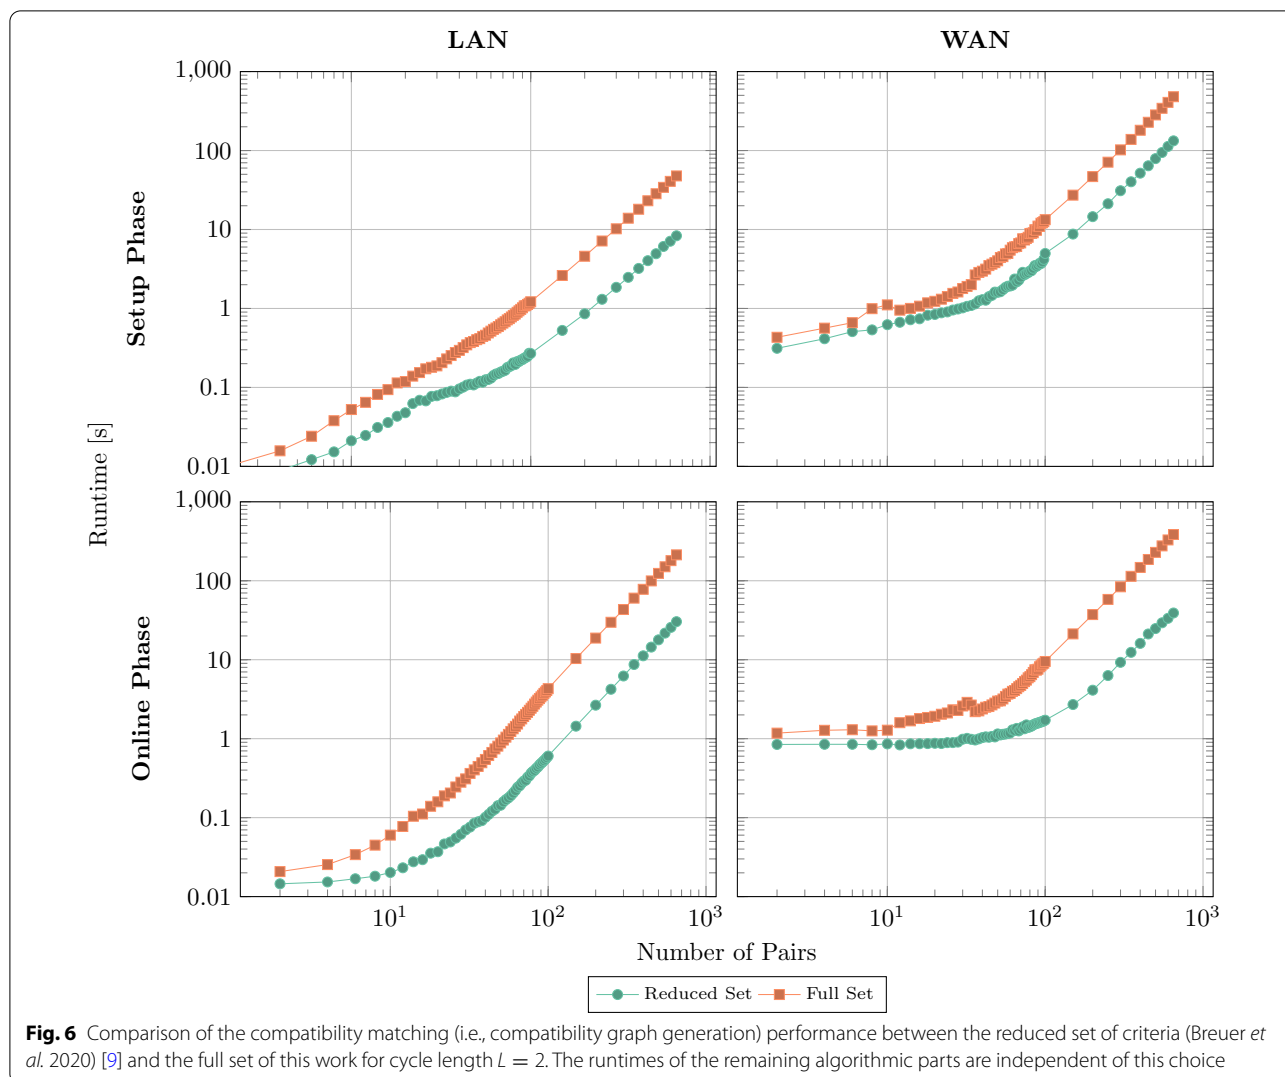 LAN
WAN
Setup Phase
1,000
100
10
1
0.1
0.01
Runtime [s]
Online Phase
1,000
100
10
1
0.1
0.01
10^1
10^2
10^3
10^1
10^2
10^3
Number of Pairs
Reduced Set
Full Set
Fig. 6 Comparison of the compatibility matching (i.e., compatibility graph generation) performance between the reduced set of criteria (Breuer et
al. 2020) [9] and the full set of this work for cycle length L = 2. The runtimes of the remaining algorithmic parts are independent of this choice